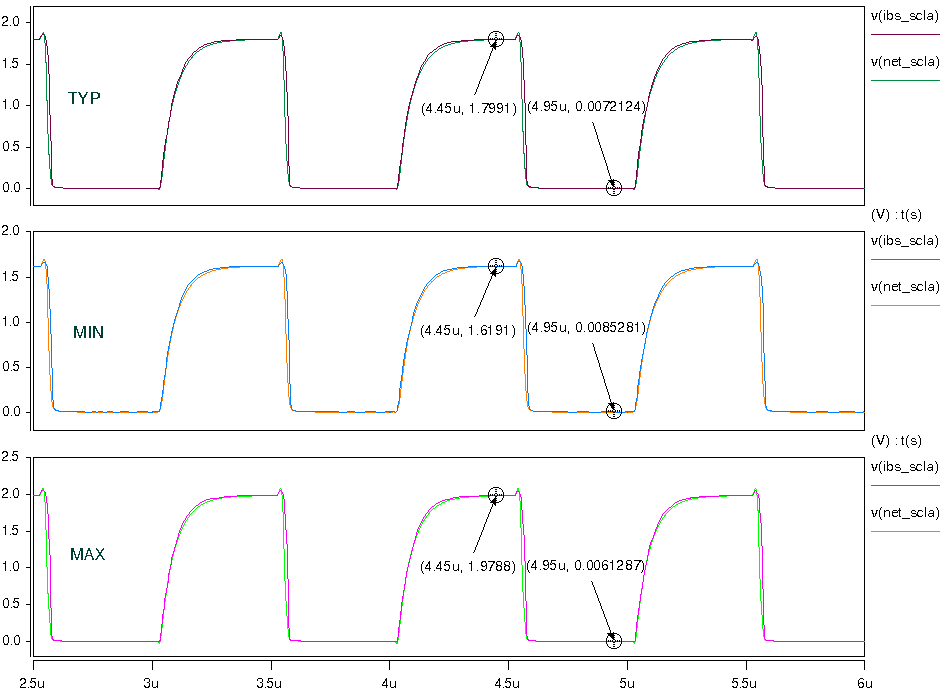 v(ibs_scla)
2.0
v(net_scla)
1.5
TYP
1.0
(4.45u, 1.7991)
(4.95u, 0.0072124)
0.5
0.0
(V) : t(s)
2.0
v(ibs_scla)
1.5
v(net_scla)
1.0
MIN
(4.45u, 1.6191)
(4.95u, 0.0085281)
0.5
0.0
(V) : t(s)
2.5
v(ibs_scla)
2.0
v(net_scla)
1.5
MAX
1.0
(4.45u, 1.9788)
(4.95u, 0.0061287)
0.5
0.0
2.5u 3u 3.5u 4u 4.5u 5u 5.5u 6u